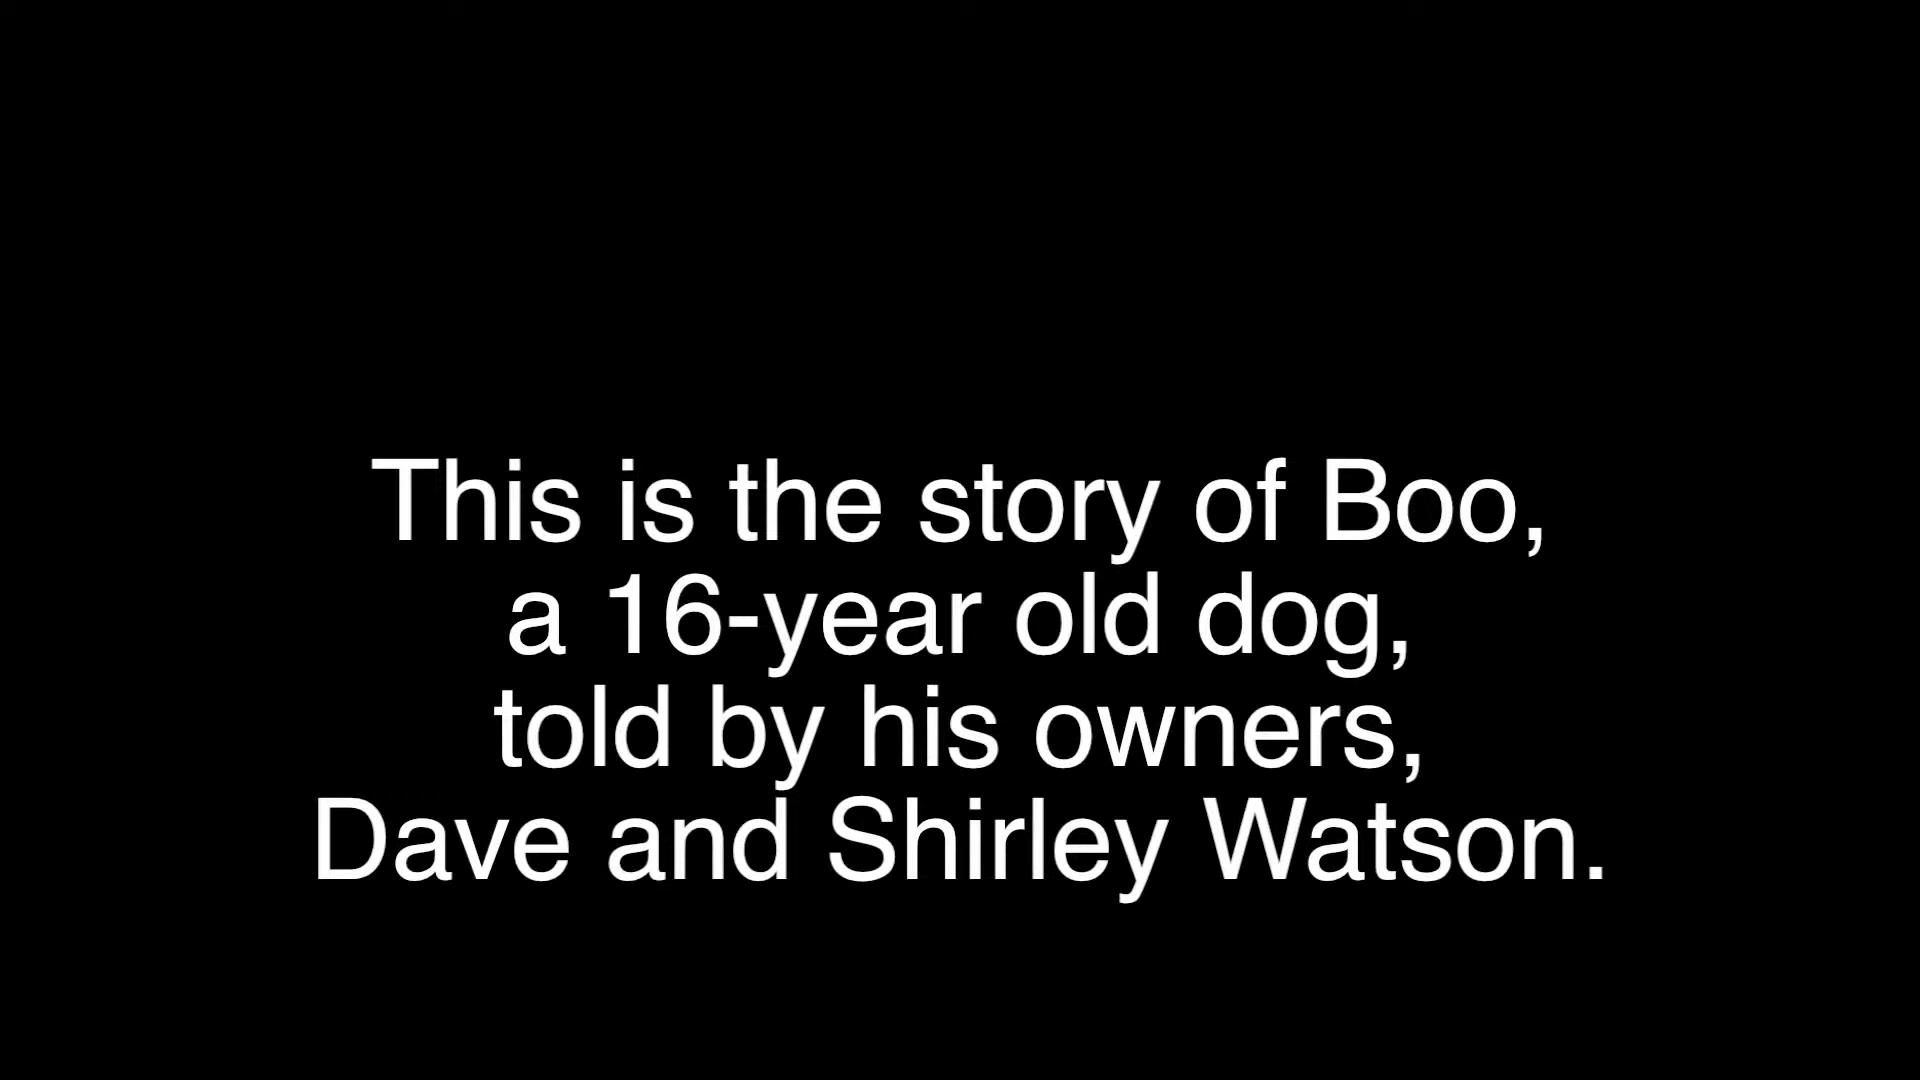 This is the story of Boo,
a 16-year old dog,
told by his owners,
Dave and Shirley Watson.